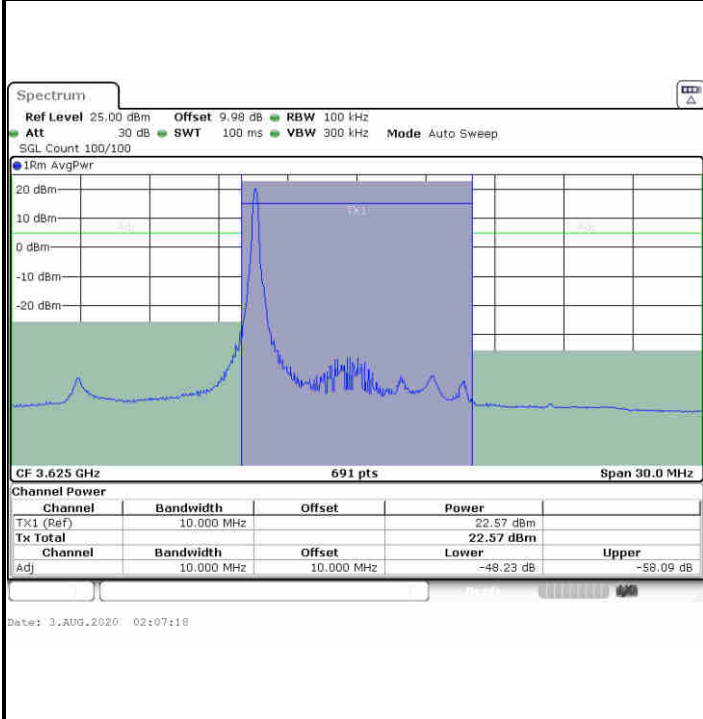 Spectrum
Ref Level 25.00 dBm Offset 9.98 dB RBW 100 kHz
Att 30 dB SWT 100 ms VBW 300 kHz Mode Auto Sweep
SGL Count 100/100
1Rm AvgPwr
20 dBm
TX1
10 dBm
Adj Adj
0 dBm
-10 dBm
-20 dBm
CF 3.625 GHz 691 pts Span 30.0 MHz
Channel Power
Channel Bandwidth Offset Power
TX1 (Ref) 10.000 MHz 22.57 dBm
Tx Total 22.57 dBm
Channel Bandwidth Offset Lower Upper
Adj 10.000 MHz 10.000 MHz -48.23 dB -58.09 dB
Date: 3.AUG.2020 02:07:18